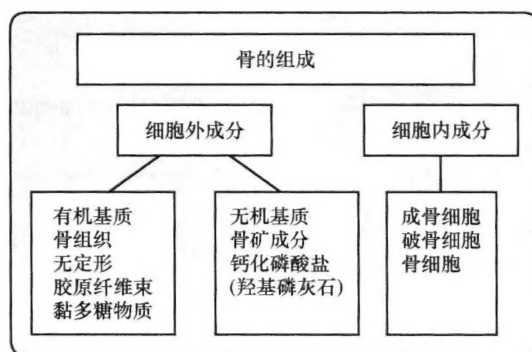 骨的组成
细胞外成分
细胞内成分
有机基质
骨组织
无定形
胶原纤维束
黏多糖物质
无机基质
骨矿成分
钙化磷酸盐
(羟基磷灰石)
成骨细胞
破骨细胞
骨细胞